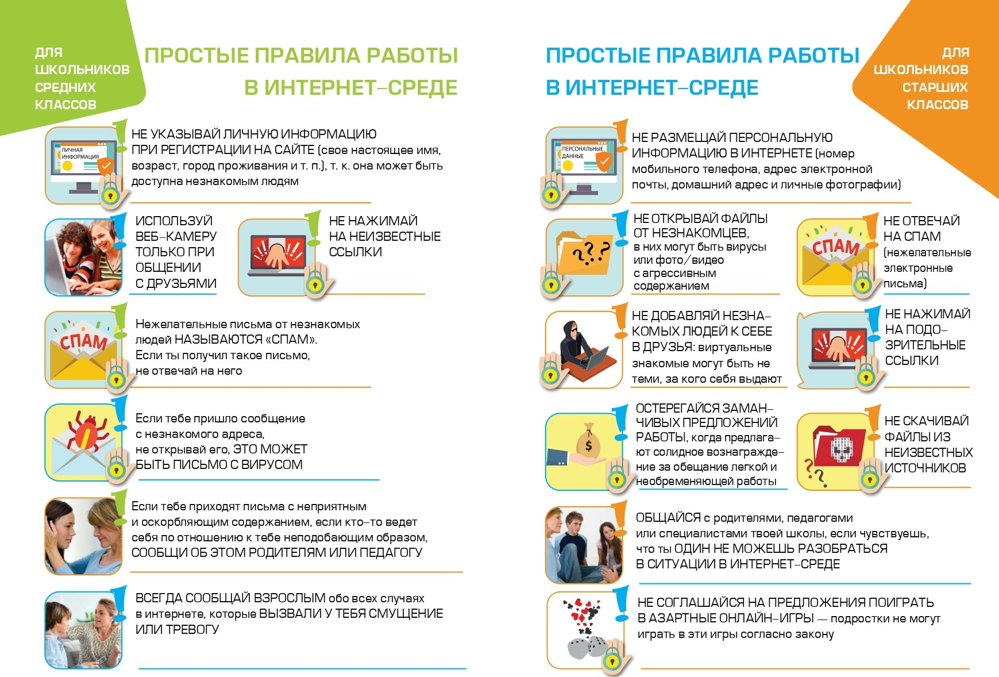 ДЛЯ
ШКОЛЬНИКОВ
СРЕДНИХ
КЛАССОВ
ПРОСТЫЕ ПРАВИЛА РАБОТЫ
В ИНТЕРНЕТ–СРЕДЕ
ЛИЧНАЯ
ИНФОРМАЦИЯ
НЕ УКАЗЫВАЙ ЛИЧНУЮ ИНФОРМАЦИЮ
ПРИ РЕГИСТРАЦИИ НА САЙТЕ (свое настоящее имя,
возраст, город проживания и т. п.), т. к. она может быть
доступна незнакомым людям
ИСПОЛЬЗУЙ
ВЕБ–КАМЕРУ
ТОЛЬКО ПРИ
ОБЩЕНИИ
С ДРУЗЬЯМИ
НЕ НАЖИМАЙ
НА НЕИЗВЕСТНЫЕ
ССЫЛКИ
СПАМ
Нежелательные письма от незнакомых
людей НАЗЫВАЮТСЯ «СПАМ».
Если ты получил такое письмо,
не отвечай на него
Если тебе пришло сообщение
с незнакомого адреса,
не открывай его, ЭТО МОЖЕТ
БЫТЬ ПИСЬМО С ВИРУСОМ
Если тебе приходят письма с неприятным
и оскорбляющим содержанием, если кто–то ведет
себя по отношению к тебе неподобающим образом,
СООБЩИ ОБ ЭТОМ РОДИТЕЛЯМ ИЛИ ПЕДАГОГУ
ВСЕГДА СООБЩАЙ ВЗРОСЛЫМ обо всех случаях
в интернете, которые ВЫЗВАЛИ У ТЕБЯ СМУЩЕНИЕ
ИЛИ ТРЕВОГУ
ПРОСТЫЕ ПРАВИЛА РАБОТЫ
В ИНТЕРНЕТ–СРЕДЕ
ДЛЯ
ШКОЛЬНИКОВ
СТАРШИХ
КЛАССОВ
ПЕРСОНАЛЬНЫЕ
ДАННЫЕ
НЕ РАЗМЕЩАЙ ПЕРСОНАЛЬНУЮ
ИНФОРМАЦИЮ В ИНТЕРНЕТЕ (номер
мобильного телефона, адрес электронной
почты, домашний адрес и личные фотографии)
НЕ ОТКРЫВАЙ ФАЙЛЫ
ОТ НЕЗНАКОМЦЕВ,
в них могут быть вирусы
или фото/видео
с агрессивным
содержанием
СПАМ
НЕ ОТВЕЧАЙ
НА СПАМ
(нежелательные
электронные
письма)
НЕ ДОБАВЛЯЙ НЕЗНА–
КОМЫХ ЛЮДЕЙ К СЕБЕ
В ДРУЗЬЯ: виртуальные
знакомые могут быть не
теми, за кого себя выдают
НЕ НАЖИМАЙ
НА ПОДО–
ЗРИТЕЛЬНЫЕ
ССЫЛКИ
ОСТЕРЕГАЙСЯ ЗАМАН–
ЧИВЫХ ПРЕДЛОЖЕНИЙ
РАБОТЫ, когда предлага–
ют солидное вознагражде–
ние за обещание легкой и
необременяющей работы
НЕ СКАЧИВАЙ
ФАЙЛЫ ИЗ
НЕИЗВЕСТНЫХ
ИСТОЧНИКОВ
ОБЩАЙСЯ с родителями, педагогами
или специалистами твоей школы, если чувствуешь,
что ты ОДИН НЕ МОЖЕШЬ РАЗОБРАТЬСЯ
В СИТУАЦИИ В ИНТЕРНЕТ–СРЕДЕ
НЕ СОГЛАШАЙСЯ НА ПРЕДЛОЖЕНИЯ ПОИГРАТЬ
В АЗАРТНЫЕ ОНЛАЙН–ИГРЫ — подростки не могут
играть в эти игры согласно закону